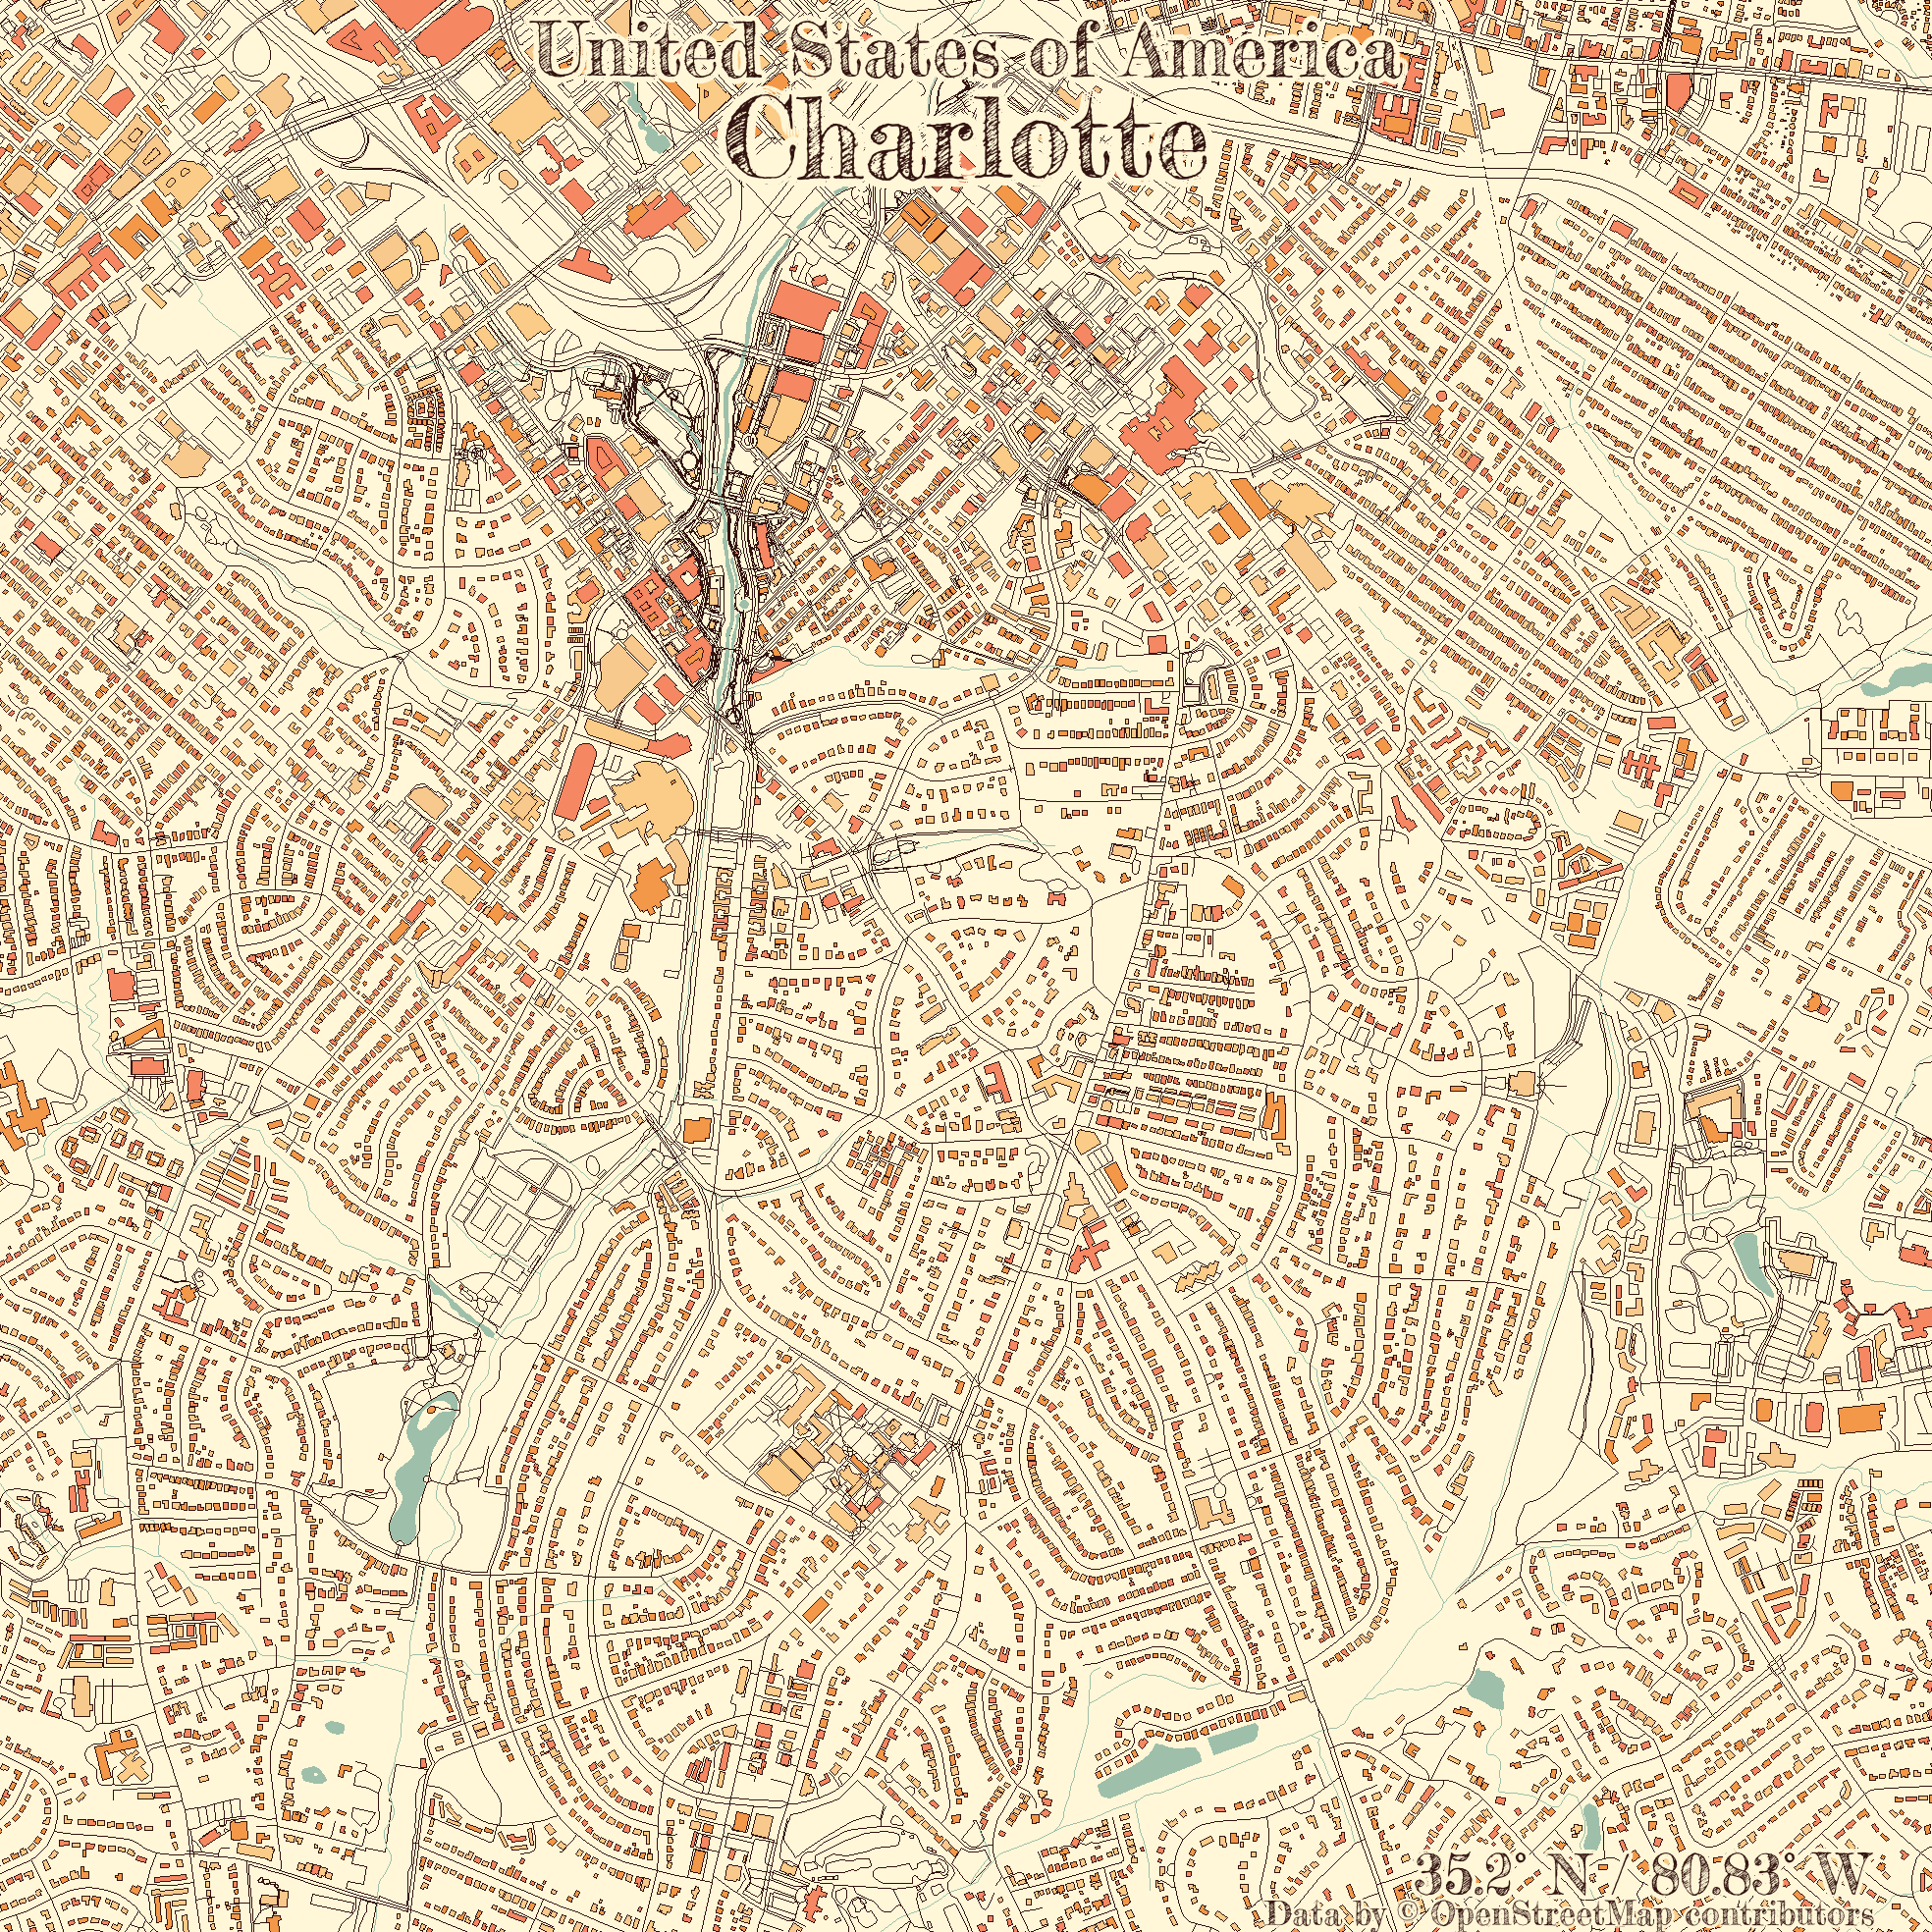 United States of America
Charlotte
35.2° N / 80.83° W
Data by © OpenStreetMap contributors